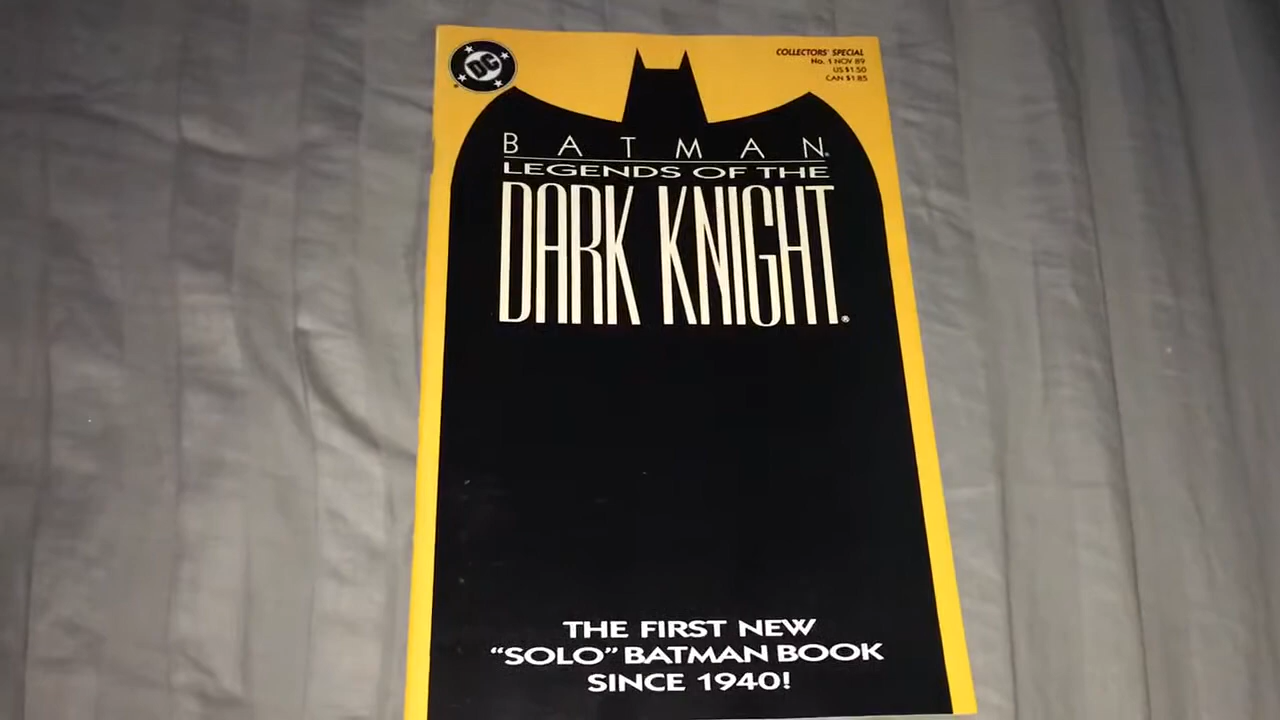 DC
COLLECTORS' SPECIAL
No. 1 NOV 89
US $1.50
CAN $1.85
BATMAN®
LEGENDS OF THE
DARK KNIGHT®
THE FIRST NEW
“SOLO” BATMAN BOOK
SINCE 1940!